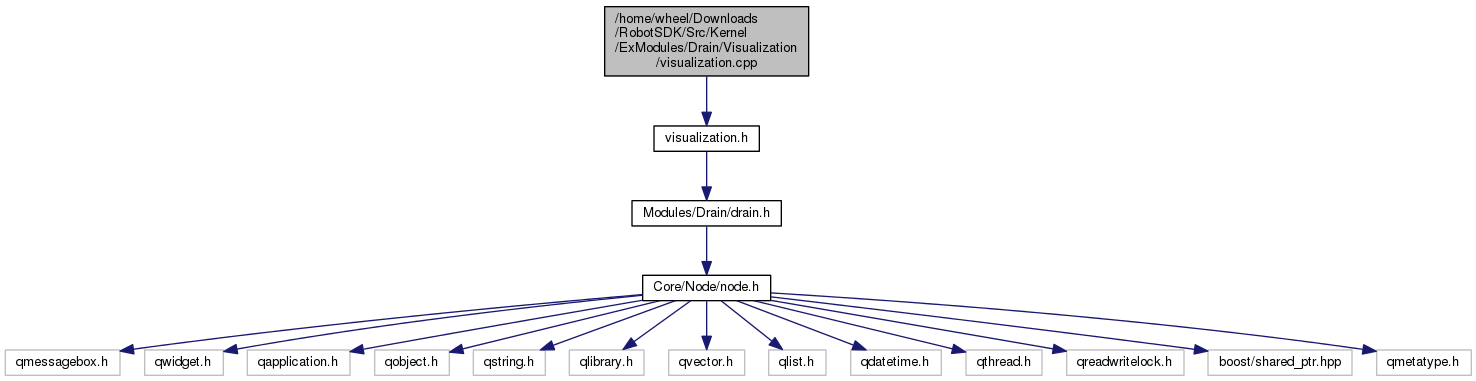 /home/wheel/Downloads
/RobotSDK/Src/Kernel
/ExModules/Drain/Visualization
/visualization.cpp
visualization.h
Modules/Drain/drain.h
Core/Node/node.h
qmessagebox.h
qwidget.h
qapplication.h
qobject.h
qstring.h
qlibrary.h
qvector.h
qlist.h
qdatetime.h
qthread.h
qreadwritelock.h
boost/shared_ptr.hpp
qmetatype.h